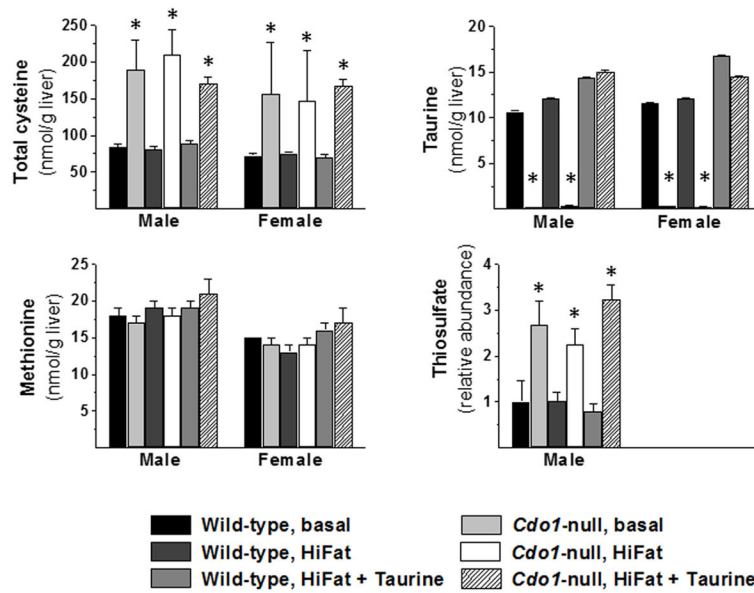 Total cysteine
(nmol/g liver)
250
200
150
100
50
* * * * * *
Male Female
Taurine
(nmol/g liver)
20
15
10
5
* * * *
Male Female
Methionine
(nmol/g liver)
25
20
15
10
5
Male Female
Thiosulfate
(relative abundance)
4
3
2
1
* * *
Male
Wild-type, basal
Cdo1-null, basal
Wild-type, HiFat
Cdo1-null, HiFat
Wild-type, HiFat + Taurine
Cdo1-null, HiFat + Taurine